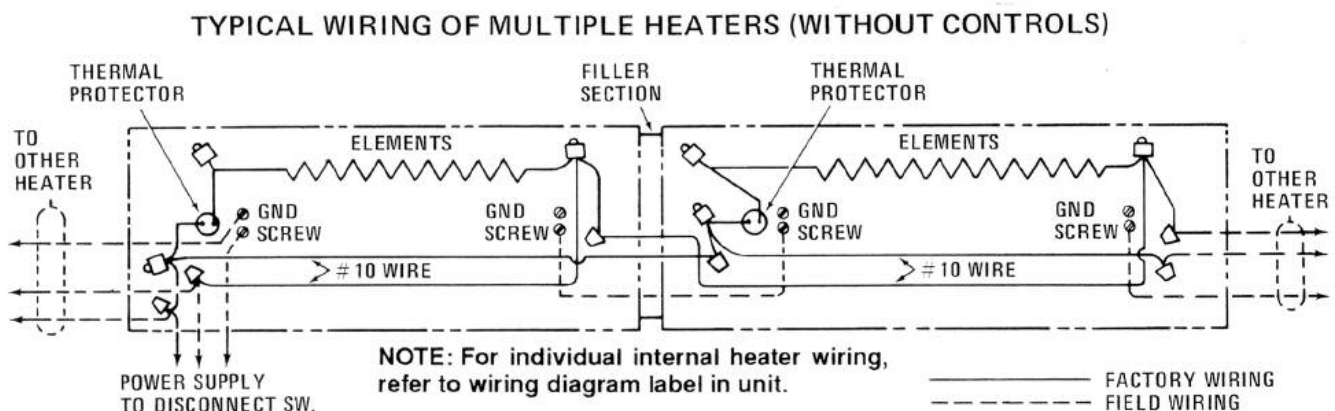 TYPICAL WIRING OF MULTIPLE HEATERS (WITHOUT CONTROLS)
THERMAL
PROTECTOR
FILLER
SECTION
THERMAL
PROTECTOR
TO
OTHER
HEATER
ELEMENTS
ELEMENTS
TO
OTHER
HEATER
GND
SCREW
GND
SCREW
GND
SCREW
GND
SCREW
#10 WIRE
#10 WIRE
POWER SUPPLY
TO DISCONNECT SW.
NOTE: For individual internal heater wiring,
refer to wiring diagram label in unit.
FACTORY WIRING
FIELD WIRING